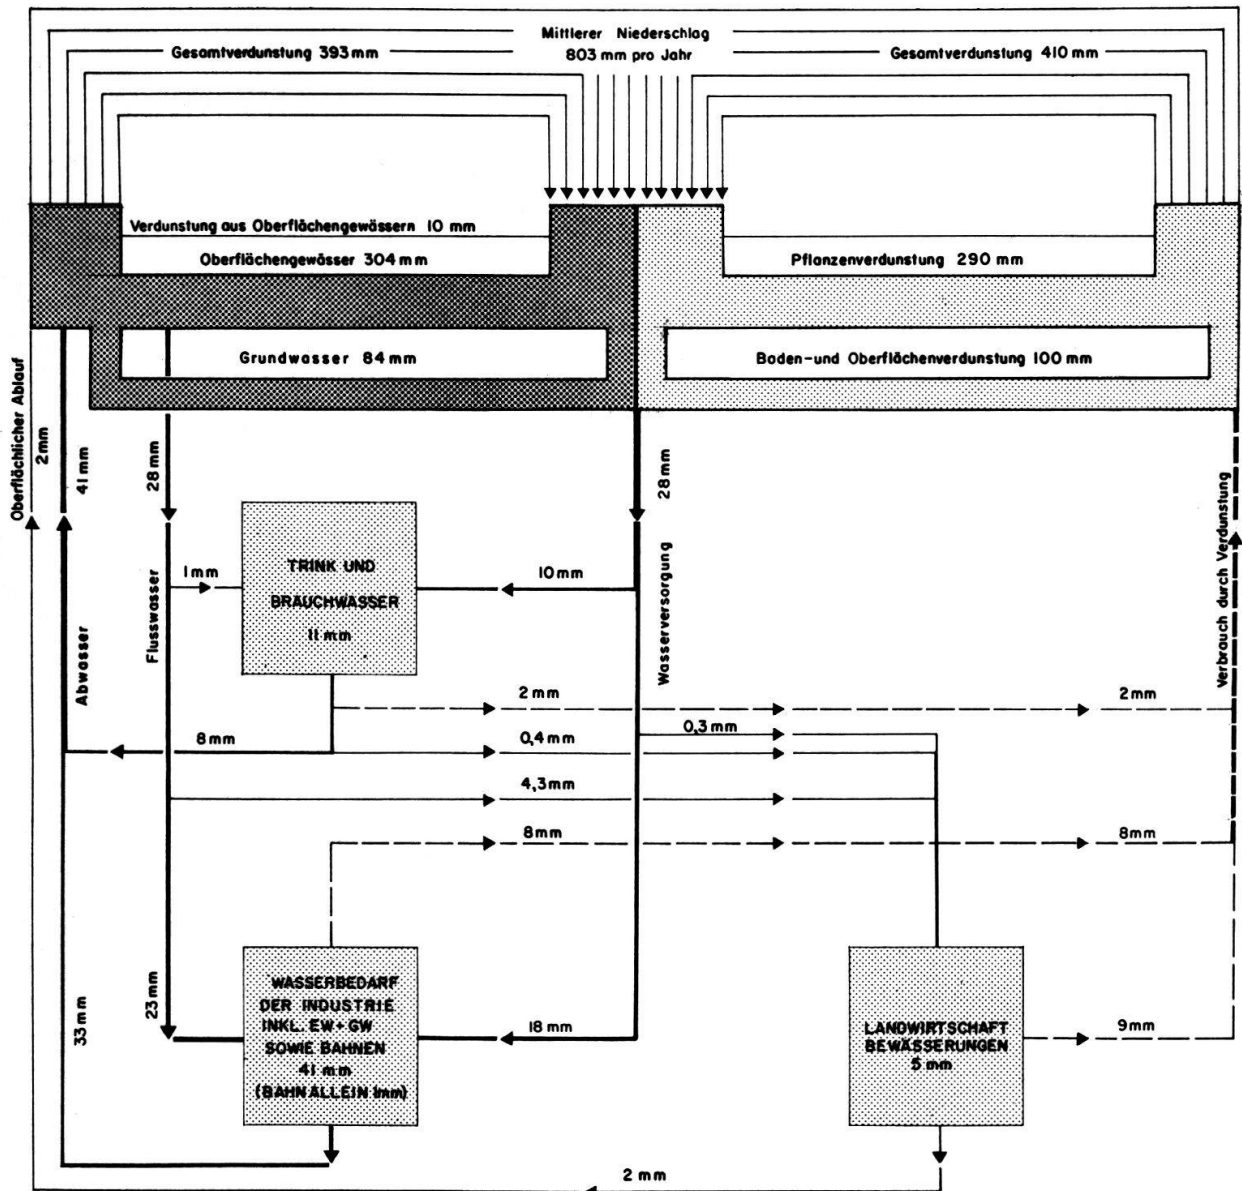 Mittlerer Niederschlag
803 mm pro Jahr
Gesamtverdunstung 393 mm
Gesamtverdunstung 410 mm
Verdunstung aus Oberflächengewässern 10 mm
Oberflächengewässer 304 mm
Pflanzenverdunstung 290 mm
Grundwasser 84 mm
Boden- und Oberflächenverdunstung 100 mm
Oberflächlicher Ablauf
2 mm
41 mm
28 mm
28 mm
Abwasser
Flusswasser
Wasserversorgung
Verbrauch durch Verdunstung
1 mm
TRINK UND
BRAUCHWASSER
11 mm
10 mm
2 mm
2 mm
8 mm
0,4 mm
0,3 mm
4,3 mm
8 mm
8 mm
33 mm
23 mm
WASSERBEDARF
DER INDUSTRIE
INKL. EW + GW
SOWIE BAHNEN
41 mm
(BAHN ALLEIN 1mm)
18 mm
LANDWIRTSCHAFT
BEWÄSSERUNGEN
5 mm
9 mm
2 mm